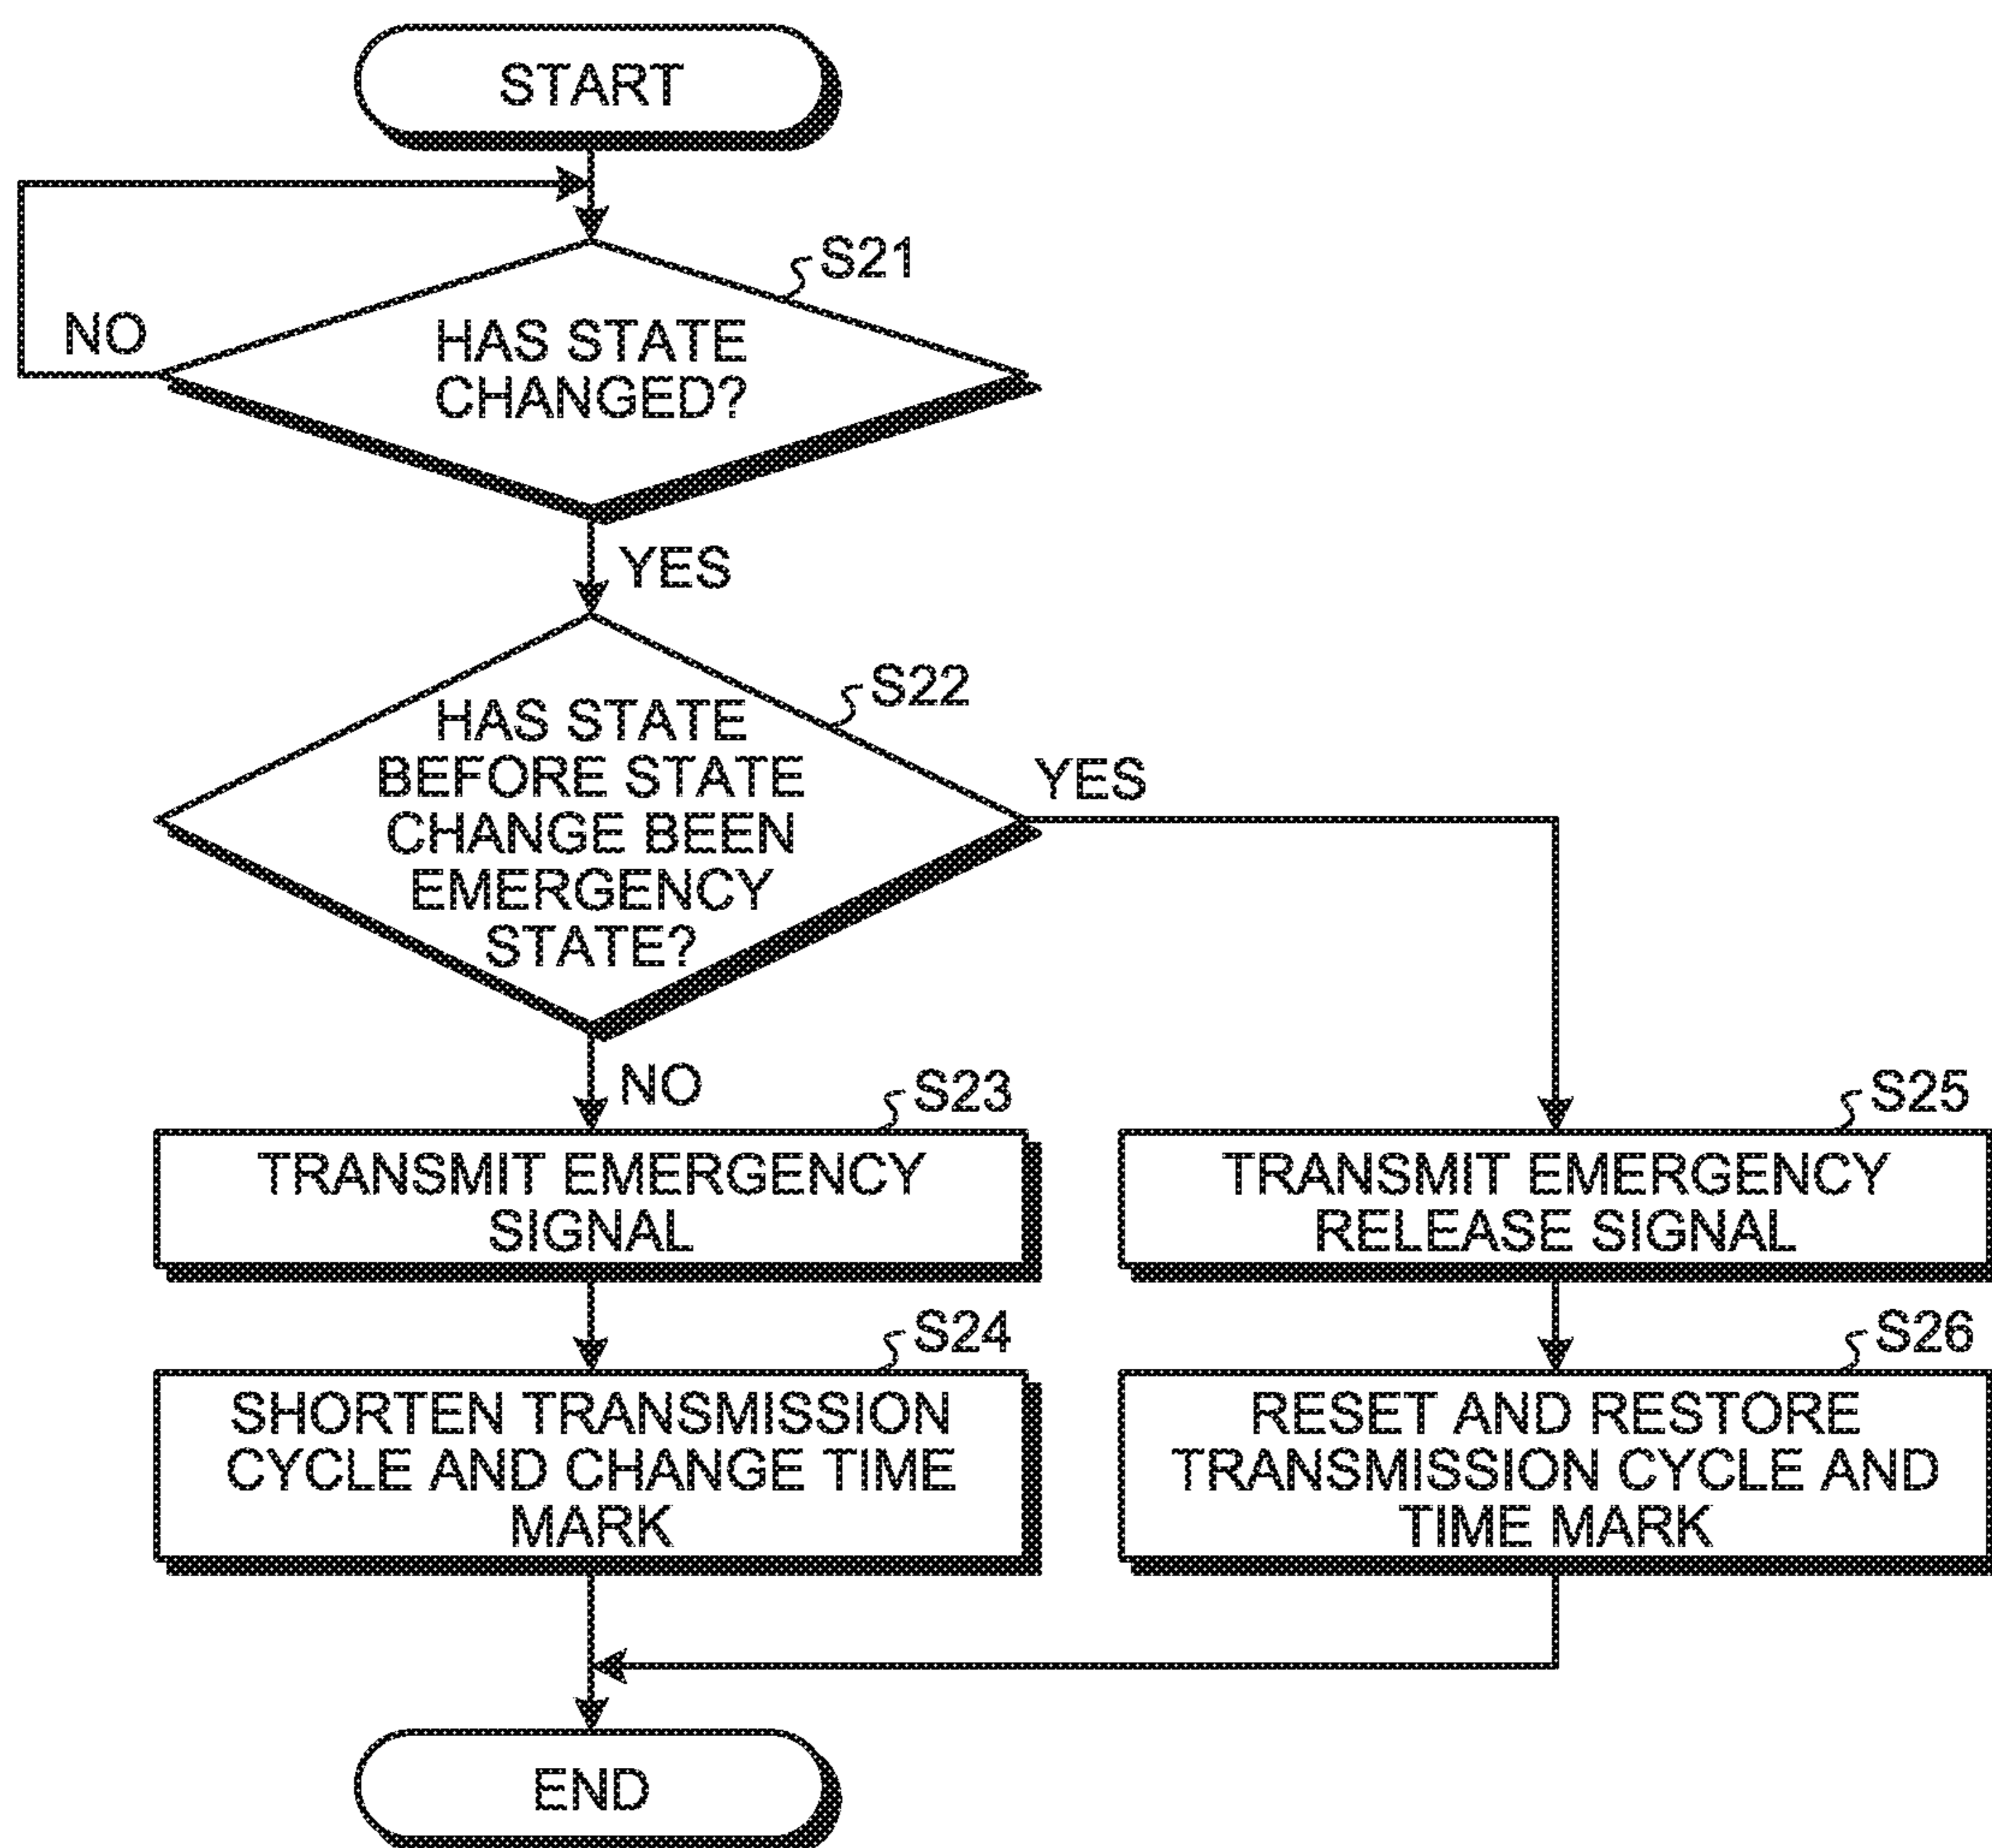 START
S21
NO
HAS STATE
CHANGED?
YES
S22
HAS STATE
BEFORE STATE
CHANGE BEEN
EMERGENCY
STATE?
YES
NO
S23
TRANSMIT EMERGENCY
SIGNAL
S25
TRANSMIT EMERGENCY
RELEASE SIGNAL
S24
SHORTEN TRANSMISSION
CYCLE AND CHANGE TIME
MARK
S26
RESET AND RESTORE
TRANSMISSION CYCLE AND
TIME MARK
END